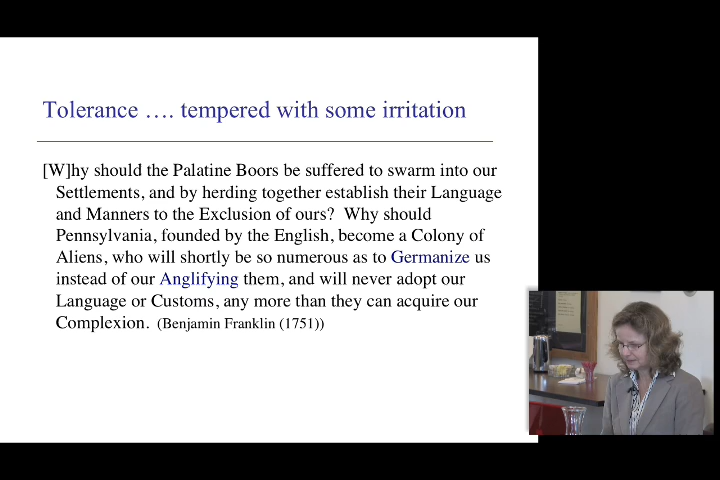 Tolerance …. tempered with some irritation
[W]hy should the Palatine Boors be suffered to swarm into our
Settlements, and by herding together establish their Language
and Manners to the Exclusion of ours?  Why should
Pennsylvania, founded by the English, become a Colony of
Aliens, who will shortly be so numerous as to Germanize us
instead of our Anglifying them, and will never adopt our
Language or Customs, any more than they can acquire our
Complexion.  (Benjamin Franklin (1751))